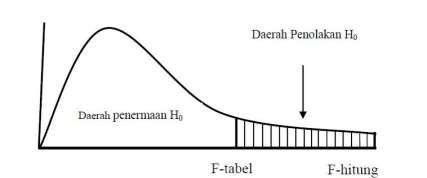 Daerah Penolakan H₀
Daerah penermaan H₀
F-tabel
F-hitung